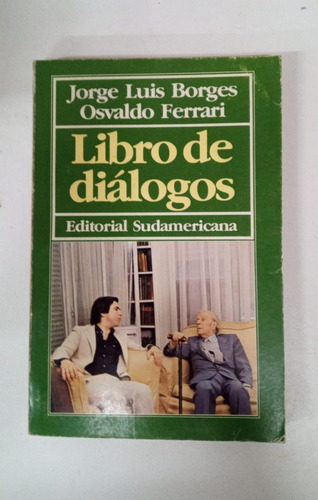 Jorge Luis Borges
Osvaldo Ferrari
Libro de
diálogos
Editorial Sudamericana